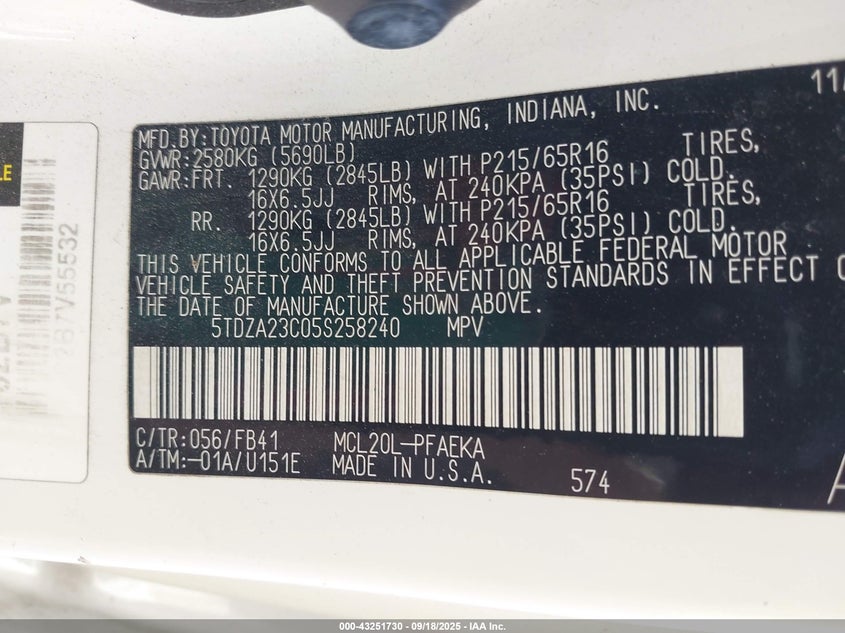 11/
MFD.BY:TOYOTA MOTOR MANUFACTURING, INDIANA, INC.
GVWR:2580KG (5690LB)
GAWR:FRT. 1290KG (2845LB) WITH P215/65R16 TIRES,
16X6.5JJ RIMS, AT 240KPA (35PSI) COLD.
RR. 1290KG (2845LB) WITH P215/65R16 TIRES,
16X6.5JJ RIMS, AT 240KPA (35PSI) COLD.
THIS VEHICLE CONFORMS TO ALL APPLICABLE FEDERAL MOTOR
VEHICLE SAFETY AND THEFT PREVENTION STANDARDS IN EFFECT O
THE DATE OF MANUFACTURE SHOWN ABOVE.
5TDZA23C05S258240 MPV
C/TR:056/FB41 MCL20L-PFAEKA
A/TM:-01A/U151E MADE IN U.S.A.
574
A
LE
000-43251730 - 09/18/2025 - IAA Inc.